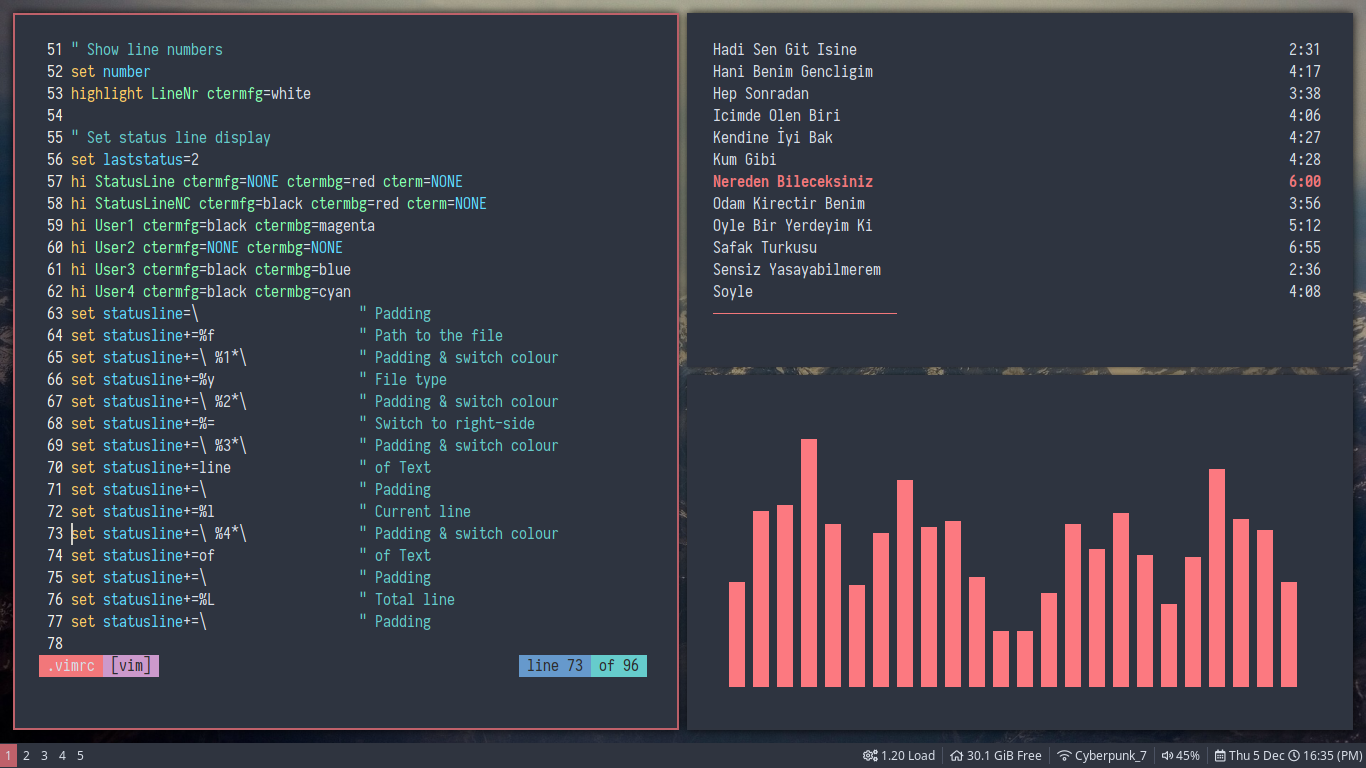 51 " Show line numbers
52 set number
53 highlight LineNr ctermfg=white
54
55 " Set status line display
56 set laststatus=2
57 hi StatusLine ctermfg=NONE ctermbg=red cterm=NONE
58 hi StatusLineNC ctermfg=black ctermbg=red cterm=NONE
59 hi User1 ctermfg=black ctermbg=magenta
60 hi User2 ctermfg=NONE ctermbg=NONE
61 hi User3 ctermfg=black ctermbg=blue
62 hi User4 ctermfg=black ctermbg=cyan
63 set statusline=\ " Padding
64 set statusline+=%f " Path to the file
65 set statusline+=\ %1*\ " Padding & switch colour
66 set statusline+=%y " File type
67 set statusline+=\ %2*\ " Padding & switch colour
68 set statusline+=%= " Switch to right-side
69 set statusline+=\ %3*\ " Padding & switch colour
70 set statusline+=line " of Text
71 set statusline+=\ " Padding
72 set statusline+=%l " Current line
73 set statusline+=\ %4*\ " Padding & switch colour
74 set statusline+=of " of Text
75 set statusline+=\ " Padding
76 set statusline+=%L " Total line
77 set statusline+=\ " Padding
78
.vimrc [vim] line 73 of 96
Hadi Sen Git Isine 2:31
Hani Benim Gencligim 4:17
Hep Sonradan 3:38
Icimde Olen Biri 4:06
Kendine İyi Bak 4:27
Kum Gibi 4:28
Nereden Bileceksiniz 6:00
Odam Kirectir Benim 3:56
Oyle Bir Yerdeyim Ki 5:12
Safak Turkusu 6:55
Sensiz Yasayabilmerem 2:36
Soyle 4:08
1 2 3 4 5 1.20 Load 30.1 GiB Free Cyberpunk_7 45% Thu 5 Dec 16:35 (PM)